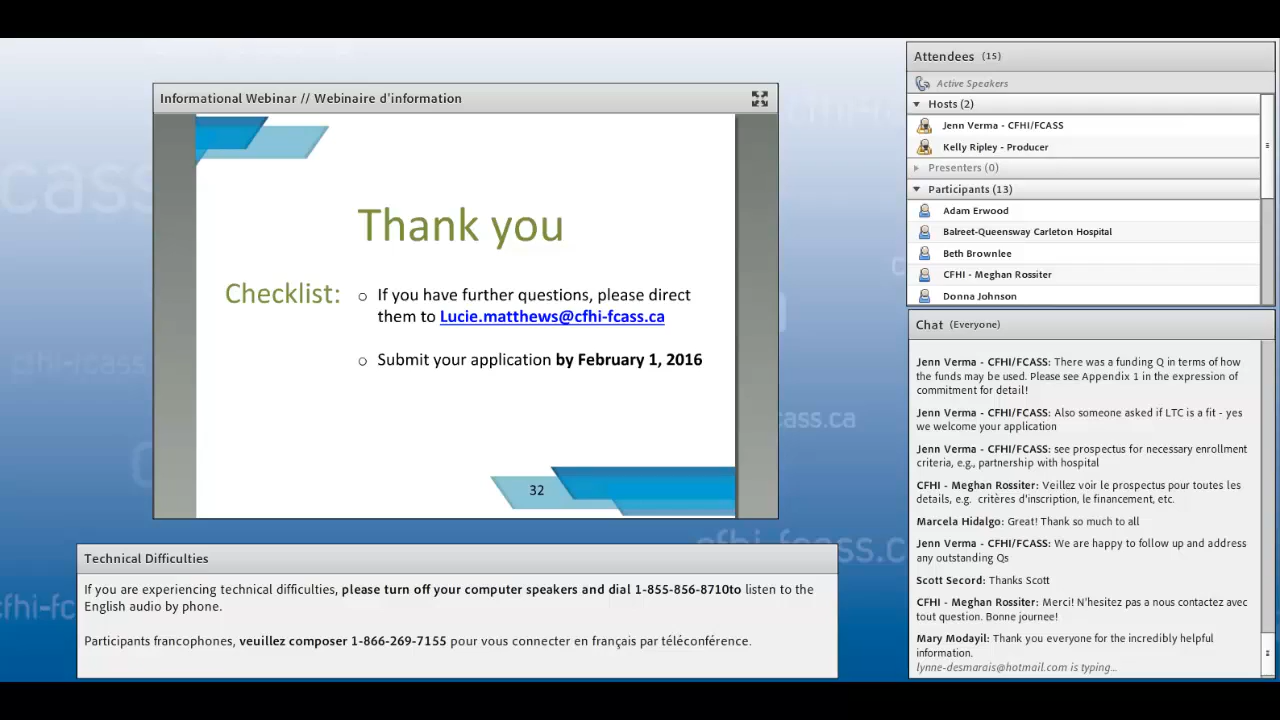 Informational Webinar // Webinaire d'information
Thank you
Checklist:
o If you have further questions, please direct
them to Lucie.matthews@cfhi-fcass.ca
o Submit your application by February 1, 2016
32
Technical Difficulties
If you are experiencing technical difficulties, please turn off your computer speakers and dial 1-855-856-8710to listen to the
English audio by phone.
Participants francophones, veuillez composer 1-866-269-7155 pour vous connecter en français par téléconférence.
Attendees (15)
Active Speakers
Hosts (2)
Jenn Verma - CFHI/FCASS
Kelly Ripley - Producer
Presenters (0)
Participants (13)
Adam Erwood
Balreet-Queensway Carleton Hospital
Beth Brownlee
CFHI - Meghan Rossiter
Donna Johnson
Chat (Everyone)
Jenn Verma - CFHI/FCASS: There was a funding Q in terms of how
the funds may be used. Please see Appendix 1 in the expression of
commitment for detail!
Jenn Verma - CFHI/FCASS: Also someone asked if LTC is a fit - yes
we welcome your application
Jenn Verma - CFHI/FCASS: see prospectus for necessary enrollment
criteria, e.g., partnership with hospital
CFHI - Meghan Rossiter: Veillez voir le prospectus pour toutes les
details, e.g. critères d'inscription, le financement, etc.
Marcela Hidalgo: Great! Thank so much to all
Jenn Verma - CFHI/FCASS: We are happy to follow up and address
any outstanding Qs
Scott Secord: Thanks Scott
CFHI - Meghan Rossiter: Merci! N'hesitez pas a nous contactez avec
tout question. Bonne journee!
Mary Modayil: Thank you everyone for the incredibly helpful
information.
lynne-desmarais@hotmail.com is typing...
cass
cass.ca
cfhi-fcass.c
fhi-fc